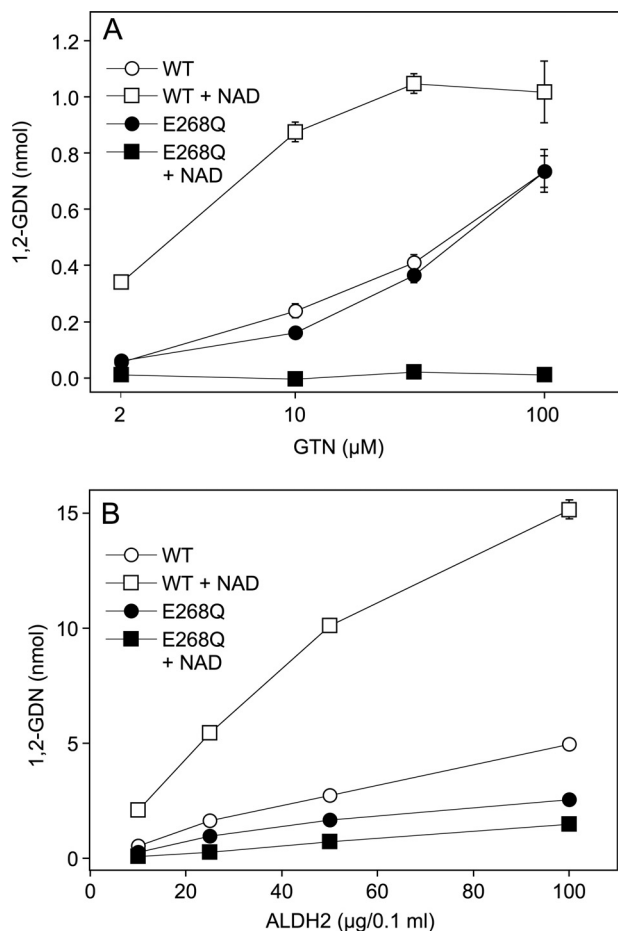 A
WT
WT + NAD
E268Q
E268Q
+ NAD
1.2
1.0
0.8
0.6
0.4
0.2
0.0
1,2-GDN (nmol)
2
10
100
GTN (µM)
B
WT
WT + NAD
E268Q
E268Q
+ NAD
15
10
5
0
1,2-GDN (nmol)
0
20
40
60
80
100
ALDH2 (µg/0.1 ml)